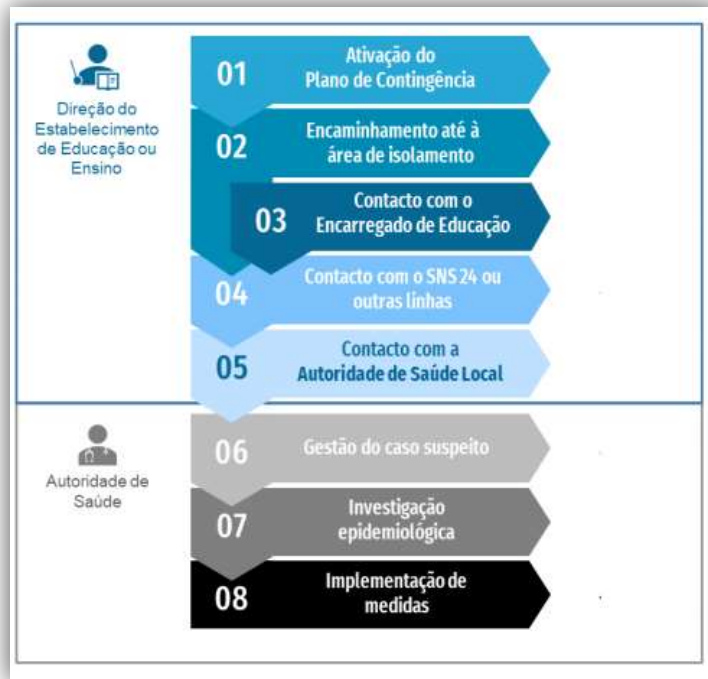 Direção do
Estabelecimento
de Educação ou
Ensino
01
Ativação do
Plano de Contingência
02
Encaminhamento até à
área de isolamento
03
Contacto com o
Encarregado de Educação
04
Contacto com o SNS 24 ou
outras linhas
05
Contacto com a
Autoridade de Saúde Local
Autoridade de
Saúde
06
Gestão do caso suspeito
07
Investigação
epidemiológica
08
Implementação de
medidas